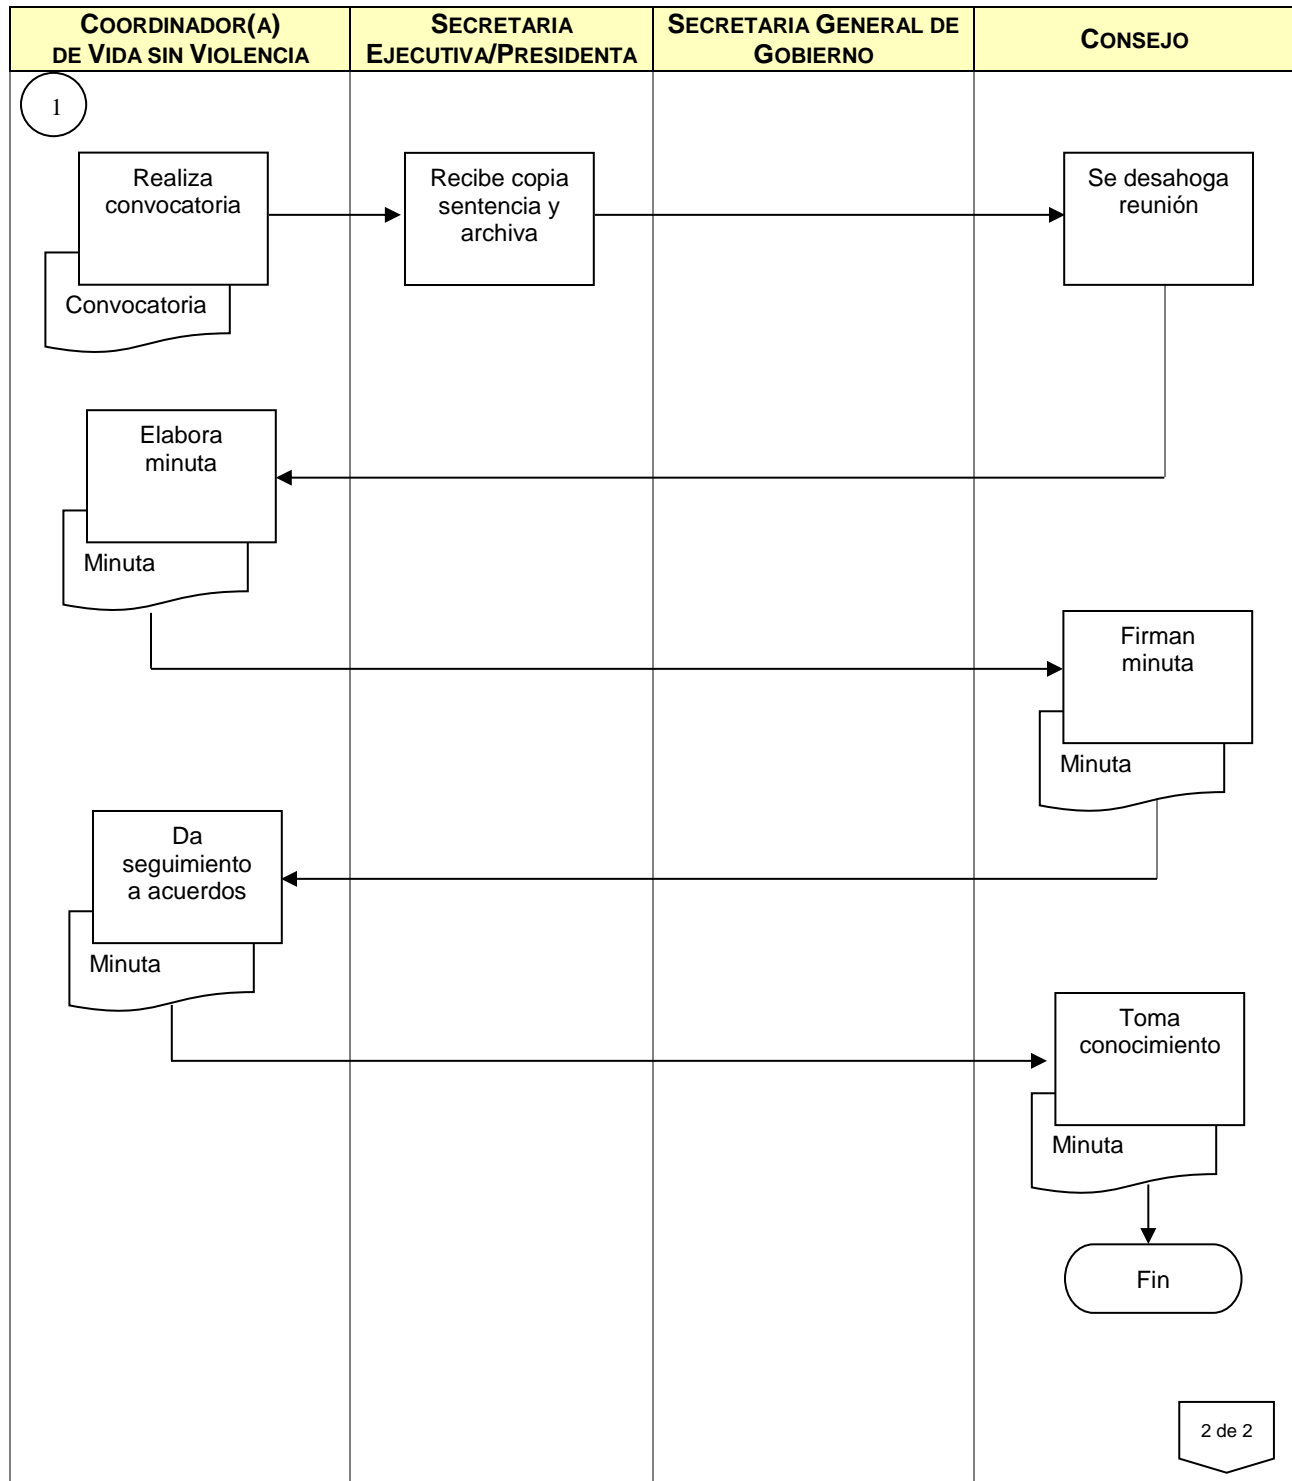 COORDINADOR(A)
DE VIDA SIN VIOLENCIA
SECRETARIA
EJECUTIVA/PRESIDENTA
SECRETARIA GENERAL DE
GOBIERNO
CONSEJO
1
Realiza
convocatoria
Convocatoria
Recibe copia
sentencia y
archiva
Se desahoga
reunión
Elabora
minuta
Minuta
Firman
minuta
Minuta
Da
seguimiento
a acuerdos
Minuta
Toma
conocimiento
Minuta
Fin
2 de 2